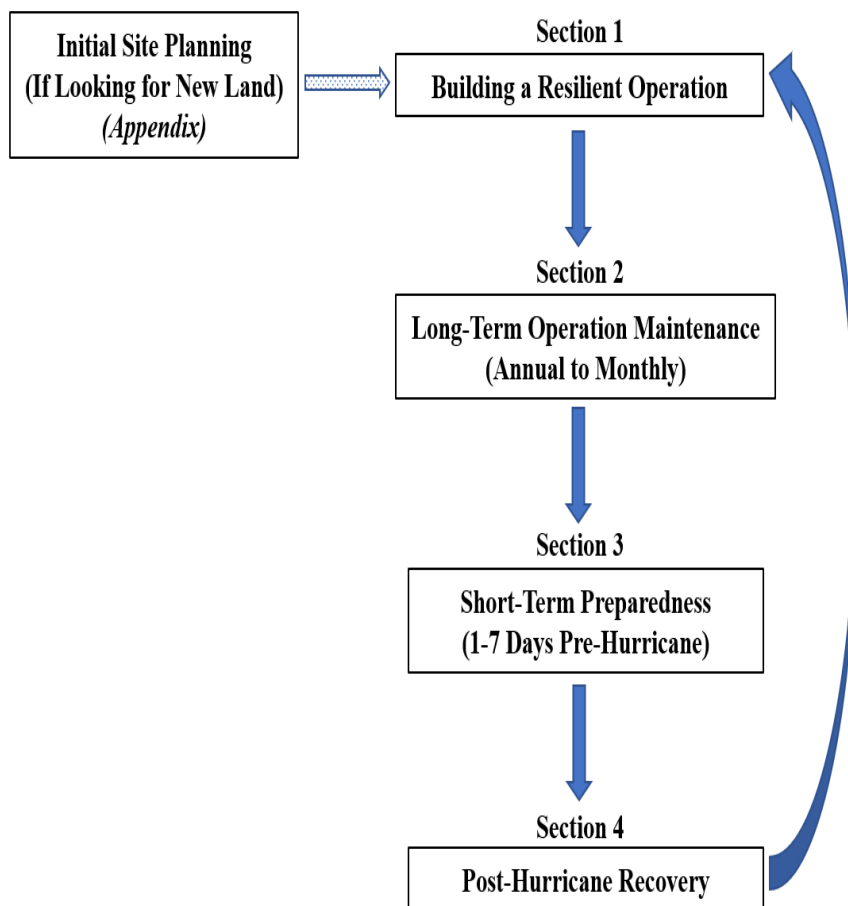 Initial Site Planning
(If Looking for New Land)
(Appendix)
Section 1
Building a Resilient Operation
Section 2
Long-Term Operation Maintenance
(Annual to Monthly)
Section 3
Short-Term Preparedness
(1-7 Days Pre-Hurricane)
Section 4
Post-Hurricane Recovery